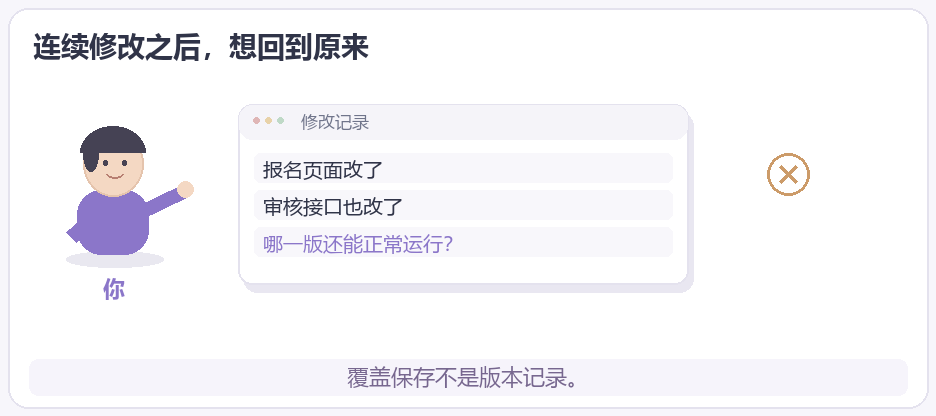 连续修改之后，想回到原来
修改记录
报名页面改了
审核接口也改了
哪一版还能正常运行？
你
覆盖保存不是版本记录。